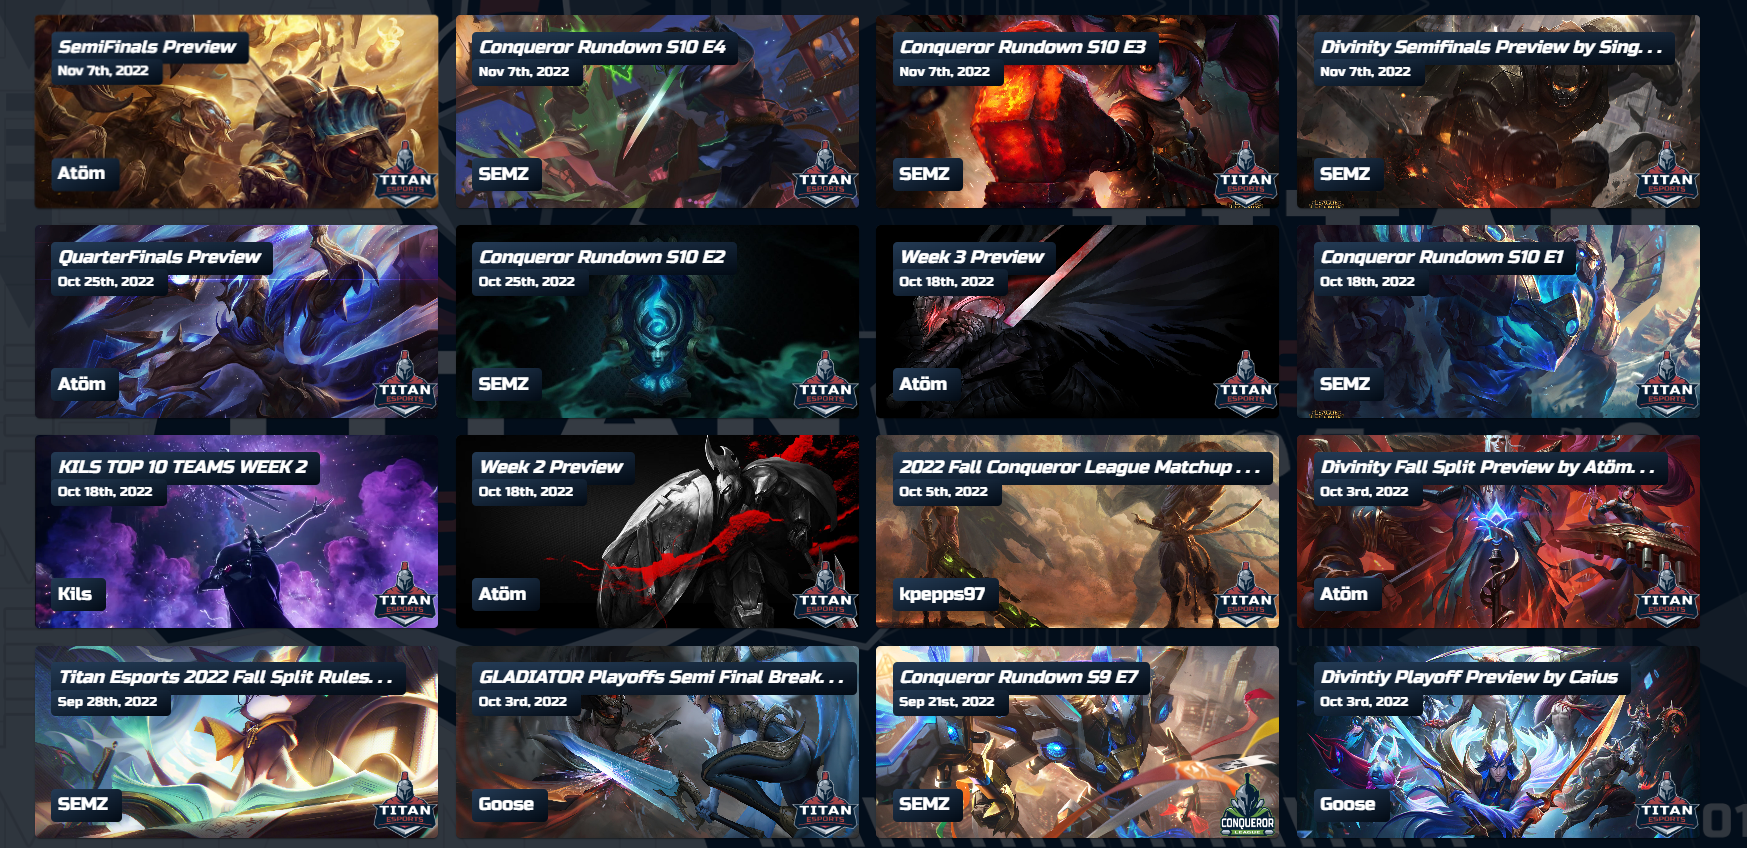 SemiFinals Preview
Nov 7th, 2022
Atöm
TITAN
ESPORTS
Conqueror Rundown S10 E4
Nov 7th, 2022
SEMZ
TITAN
ESPORTS
Conqueror Rundown S10 E3
Nov 7th, 2022
SEMZ
TITAN
ESPORTS
Divinity Semifinals Preview by Sing. . .
Nov 7th, 2022
SEMZ
TITAN
ESPORTS
QuarterFinals Preview
Oct 25th, 2022
Atöm
TITAN
ESPORTS
Conqueror Rundown S10 E2
Oct 25th, 2022
SEMZ
TITAN
ESPORTS
Week 3 Preview
Oct 18th, 2022
Atöm
TITAN
ESPORTS
Conqueror Rundown S10 E1
Oct 18th, 2022
SEMZ
TITAN
ESPORTS
KILS TOP 10 TEAMS WEEK 2
Oct 18th, 2022
Kils
TITAN
ESPORTS
Week 2 Preview
Oct 18th, 2022
Atöm
TITAN
ESPORTS
2022 Fall Conqueror League Matchup . . .
Oct 5th, 2022
kpepps97
TITAN
ESPORTS
Divinity Fall Split Preview by Atöm. . .
Oct 3rd, 2022
Atöm
TITAN
ESPORTS
Titan Esports 2022 Fall Split Rules. . .
Sep 28th, 2022
SEMZ
TITAN
ESPORTS
GLADIATOR Playoffs Semi Final Break. . .
Oct 3rd, 2022
Goose
TITAN
ESPORTS
Conqueror Rundown S9 E7
Sep 21st, 2022
SEMZ
CONQUEROR
LEAGUE
Divintiy Playoff Preview by Caius
Oct 3rd, 2022
Goose
TITAN
ESPORTS
01